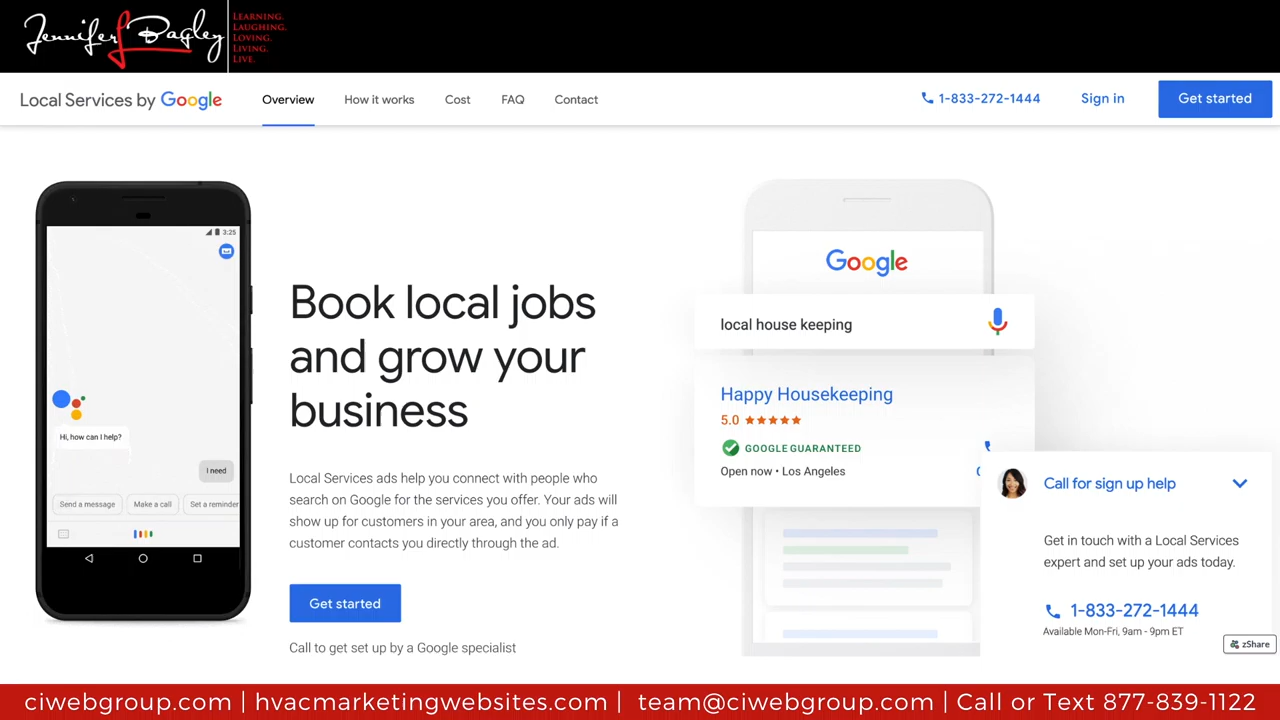 Jennifer Bagley
LEARNING.
LAUGHING.
LOVING.
LIVING.
LIVE.
Local Services by Google
Overview
How it works
Cost
FAQ
Contact
1-833-272-1444
Sign in
Get started
3:25
Hi, how can I help?
I need
Send a message
Make a call
Set a reminder
Book local jobs
and grow your
business
Local Services ads help you connect with people who
search on Google for the services you offer. Your ads will
show up for customers in your area, and you only pay if a
customer contacts you directly through the ad.
Get started
Call to get set up by a Google specialist
Google
local house keeping
Happy Housekeeping
5.0 ★★★★★
GOOGLE GUARANTEED
Open now • Los Angeles
Call for sign up help
Get in touch with a Local Services
expert and set up your ads today.
1-833-272-1444
Available Mon-Fri, 9am - 9pm ET
zShare
ciwebgroup.com | hvacmarketingwebsites.com | team@ciwebgroup.com | Call or Text 877-839-1122